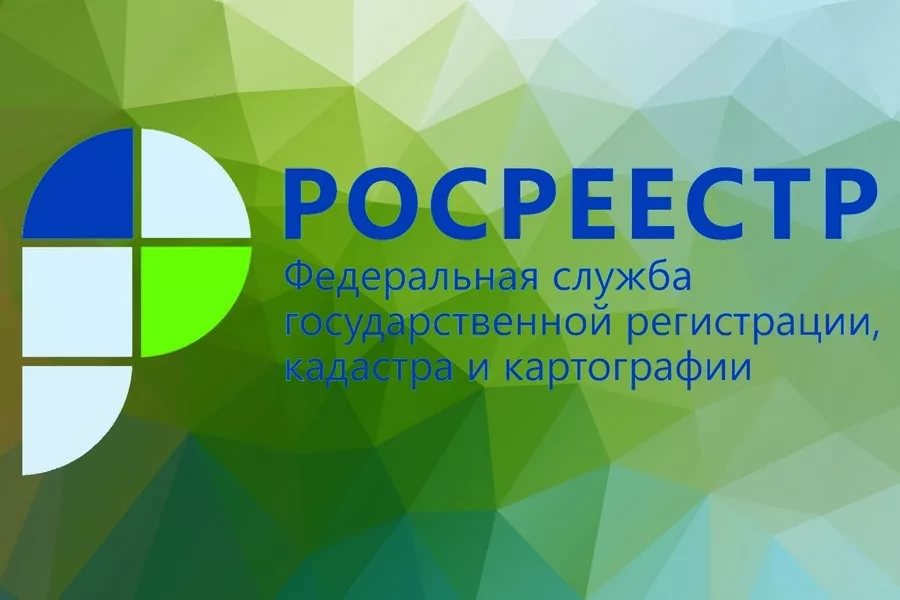 РОСРЕЕСТР
Федеральная служба
государственной регистрации,
кадастра и картографии